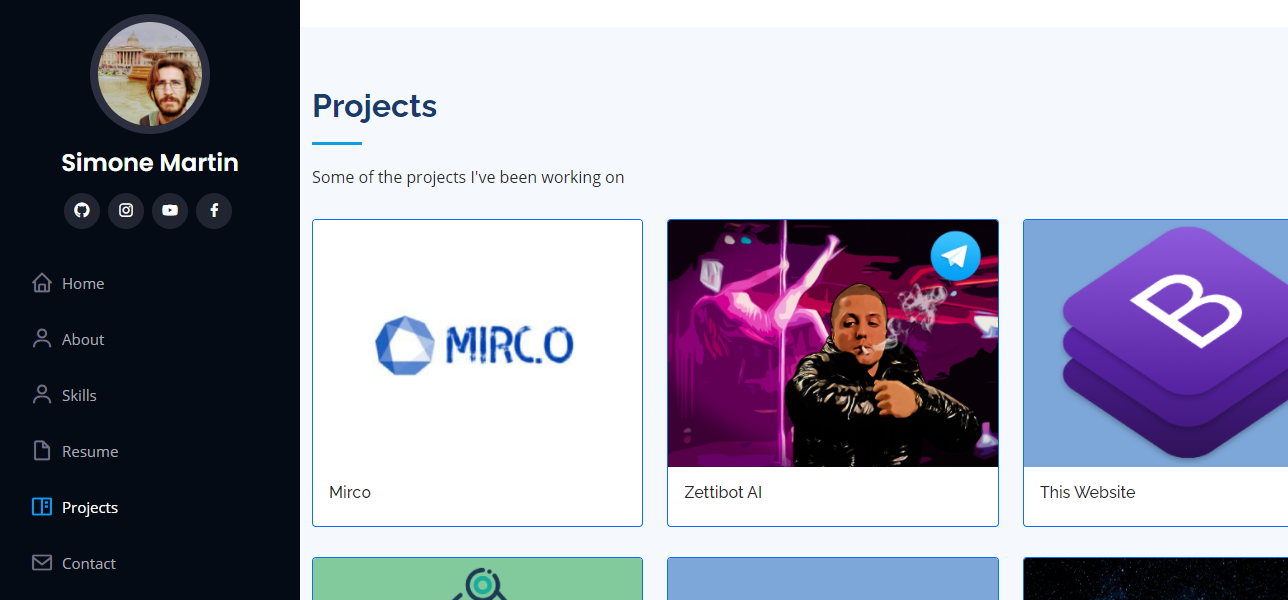 Simone Martin
Home
About
Skills
Resume
Projects
Contact
Projects
Some of the projects I've been working on
MIRC.O
Mirco
Zettibot AI
B
This Website